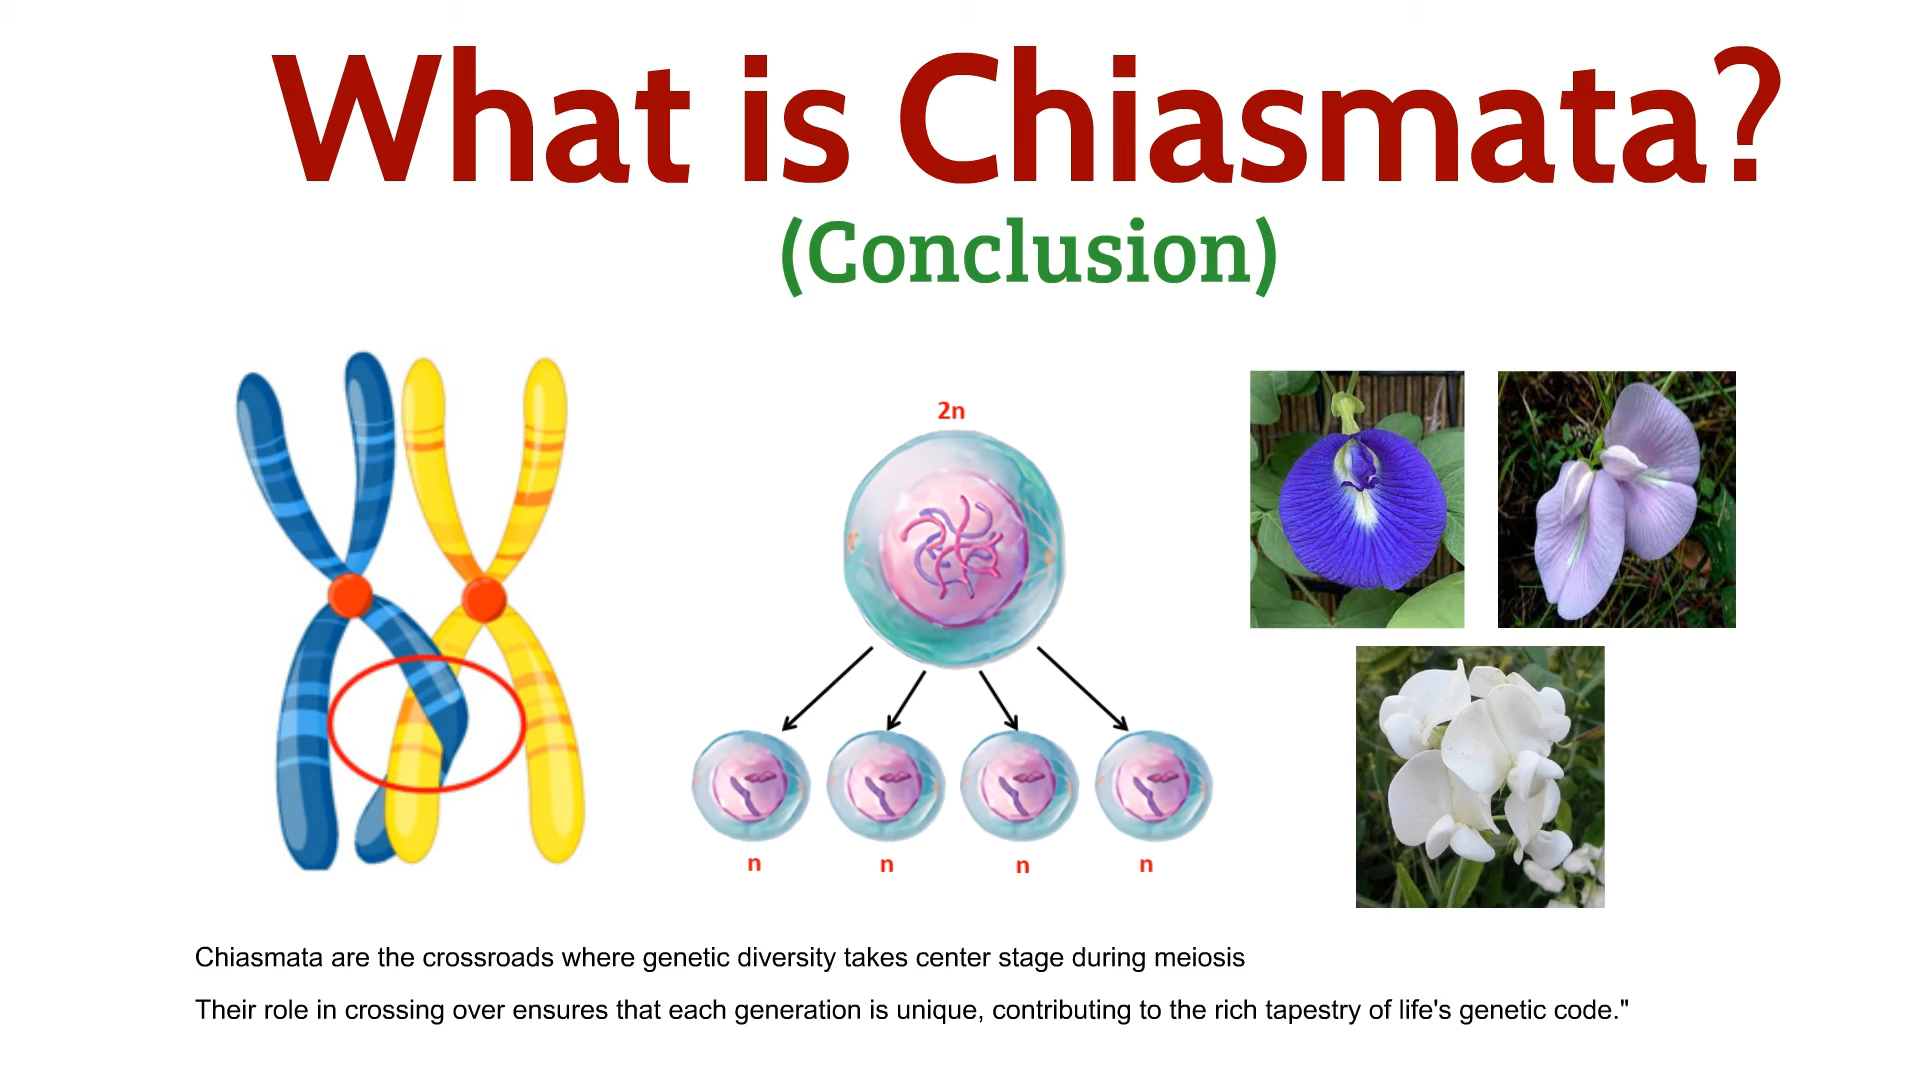 What is Chiasmata?
(Conclusion)
2n
n
n
n
n
Chiasmata are the crossroads where genetic diversity takes center stage during meiosis
Their role in crossing over ensures that each generation is unique, contributing to the rich tapestry of life's genetic code."